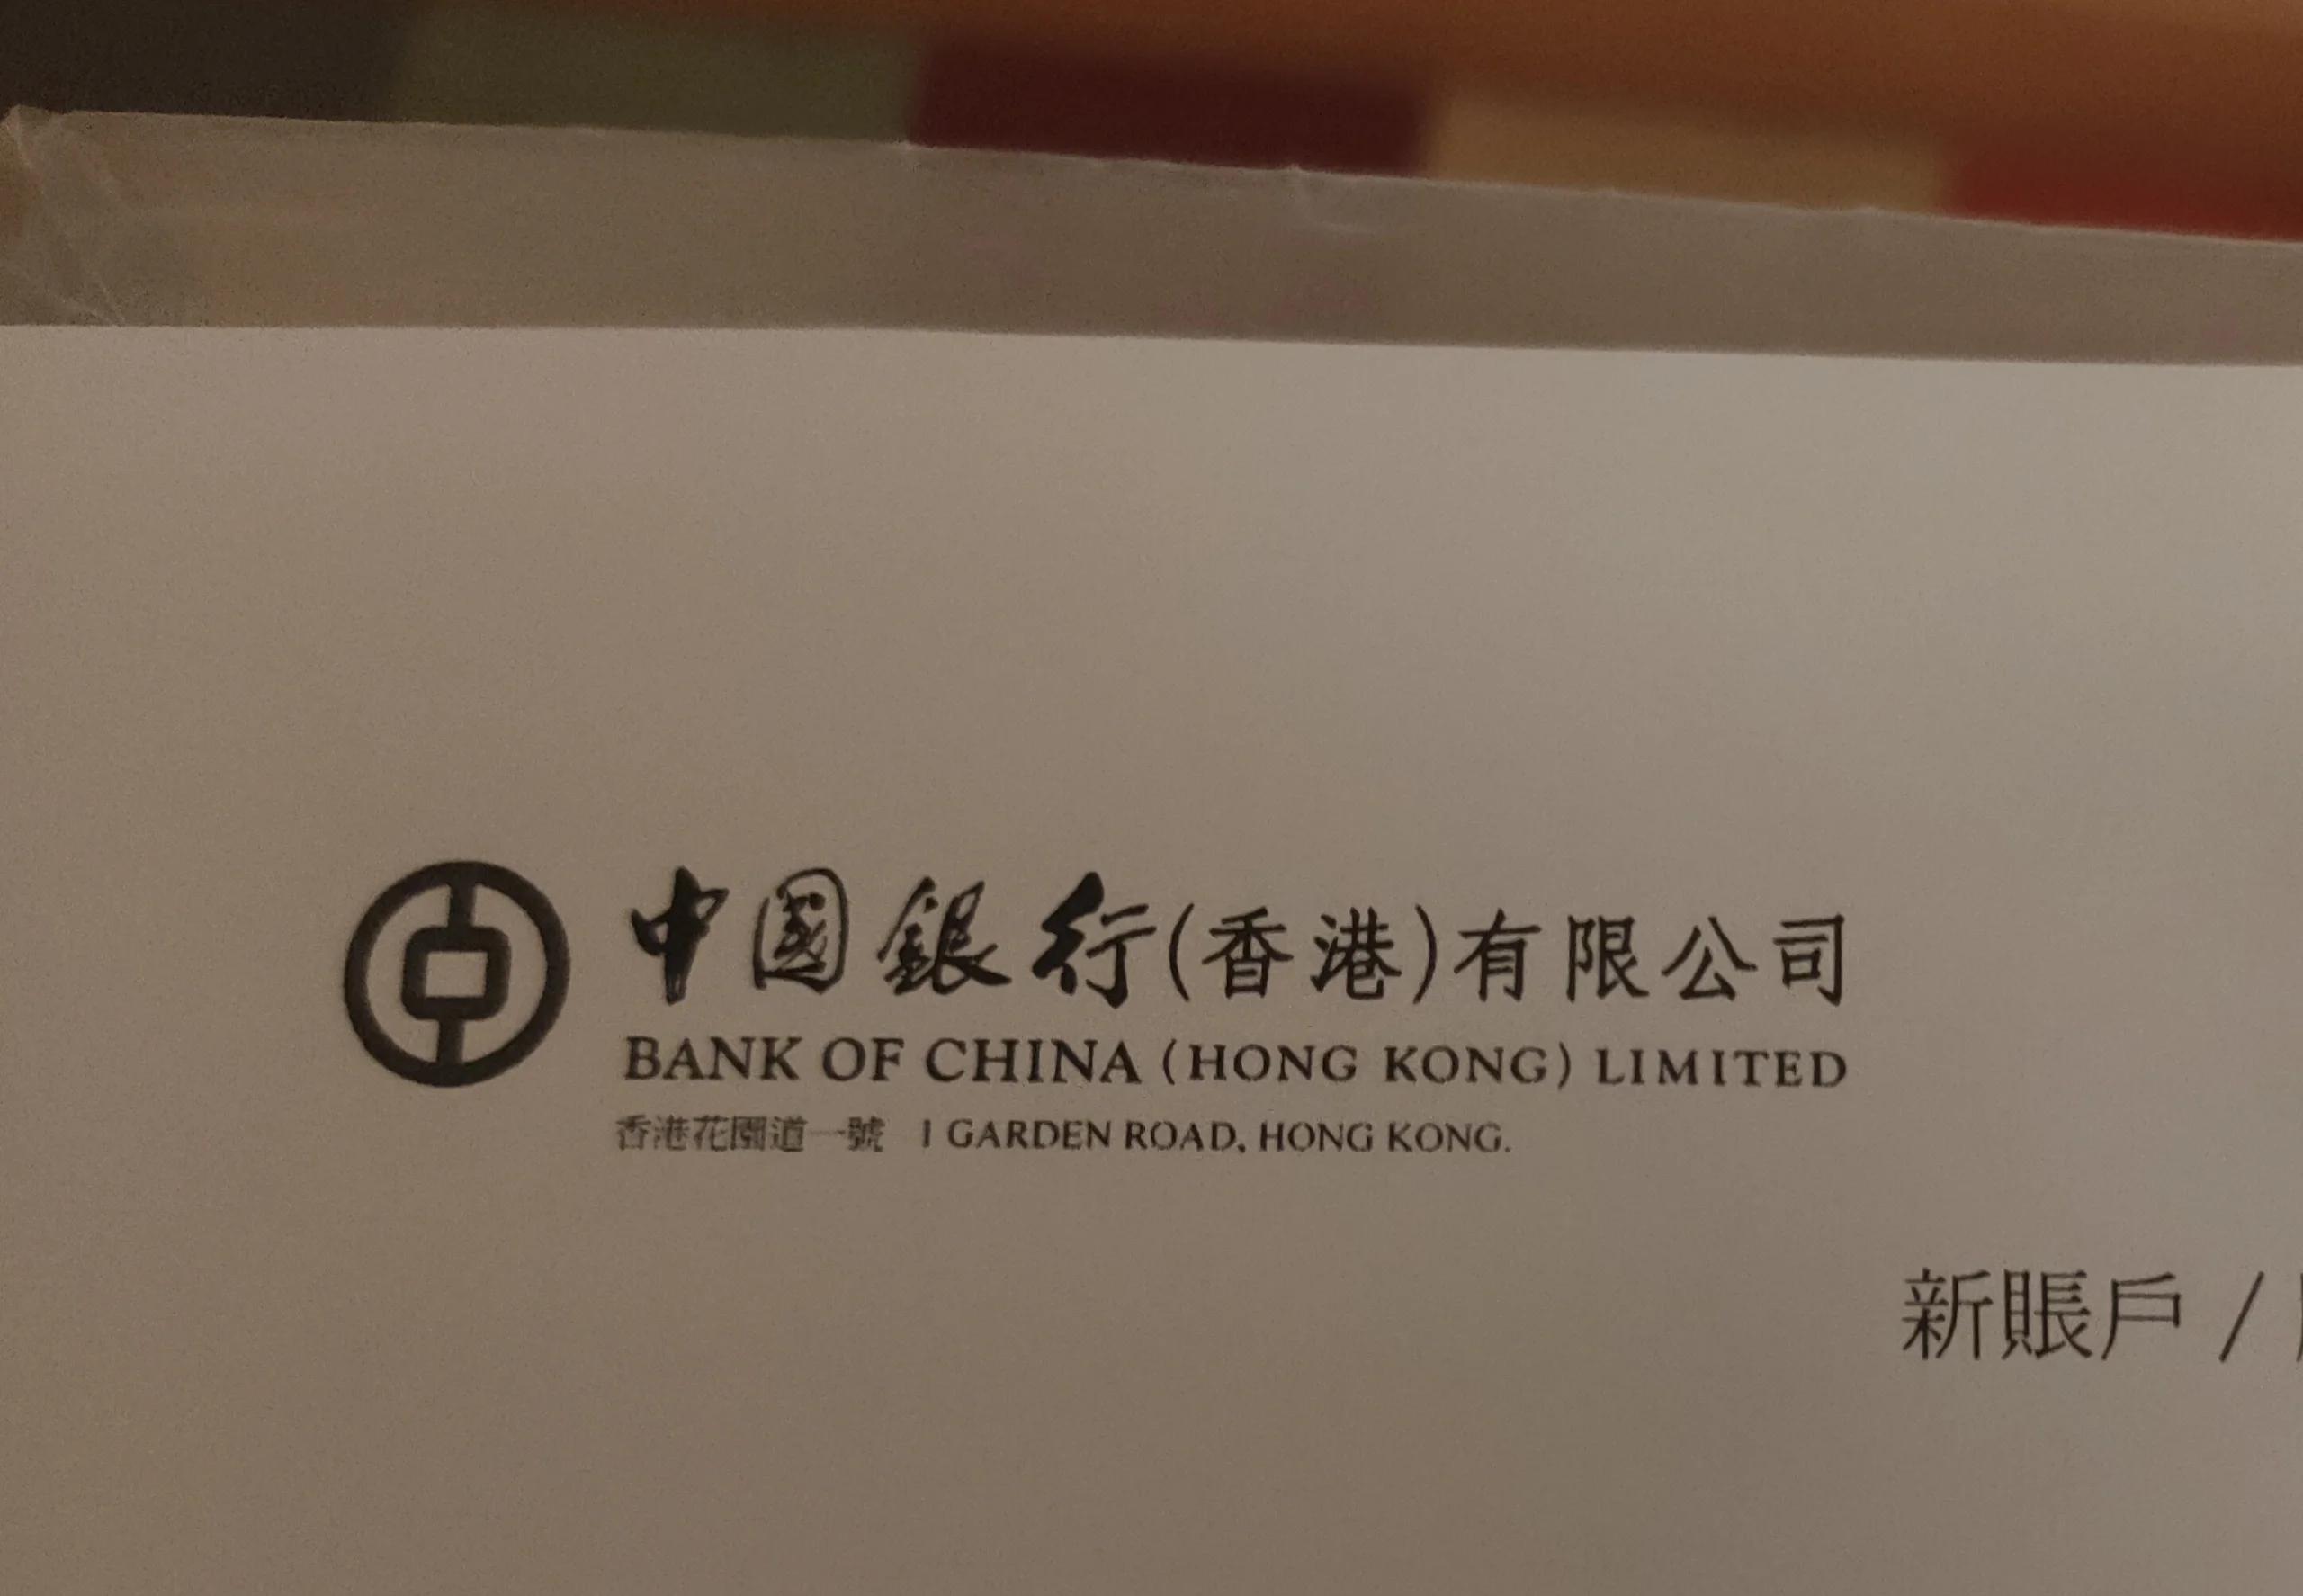 中國銀行(香港)有限公司
BANK OF CHINA (HONG KONG) LIMITED
香港花園道一號 1 GARDEN ROAD, HONG KONG.
新賬戶 /